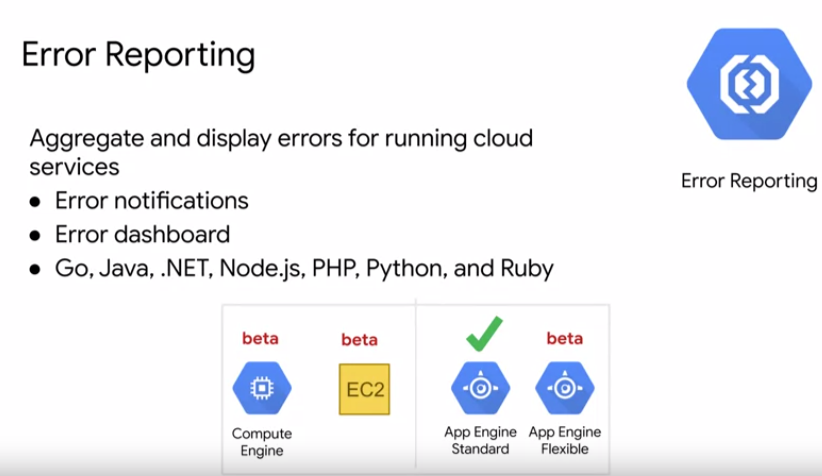 Error Reporting
Error Reporting
Aggregate and display errors for running cloud
services
● Error notifications
● Error dashboard
● Go, Java, .NET, Node.js, PHP, Python, and Ruby
beta
beta
beta
EC2
Compute
Engine
App Engine
Standard
App Engine
Flexible